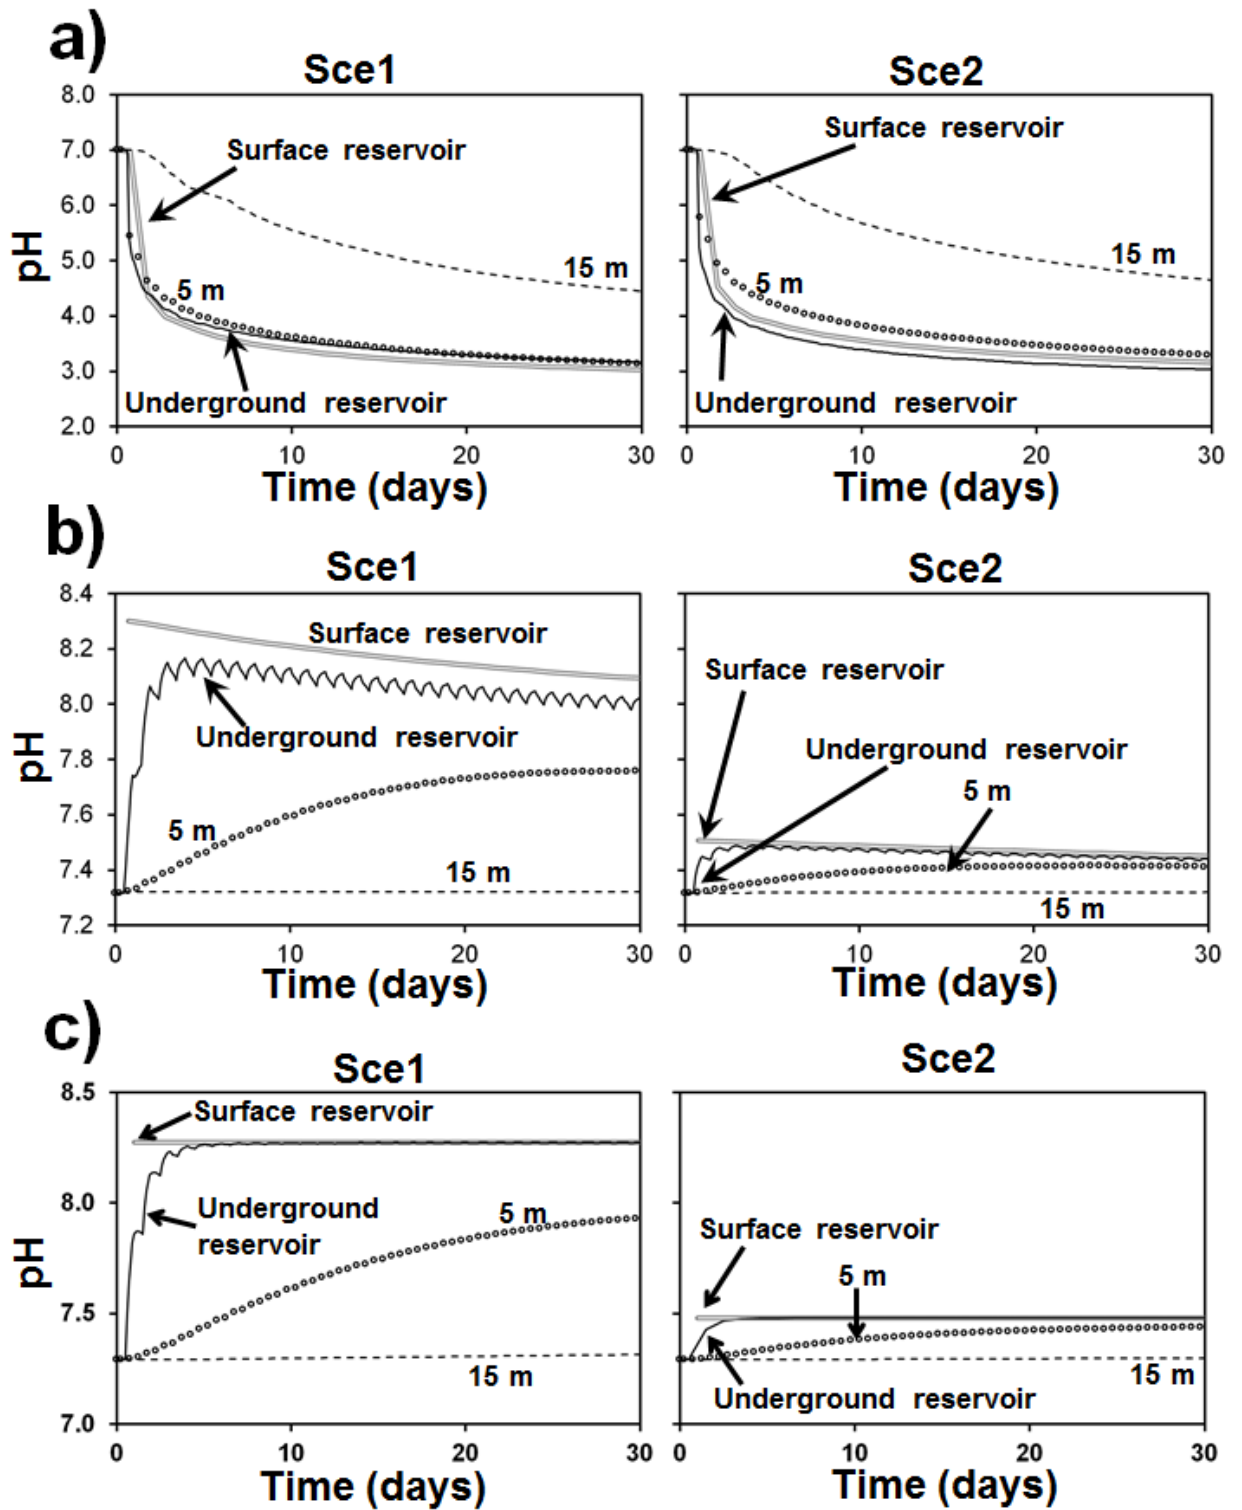 a)
Sce1
Sce2
8.0
7.0
6.0
5.0
4.0
3.0
2.0
pH
Surface reservoir
15 m
5 m
Underground reservoir
0
10
20
30
Time (days)
Surface reservoir
15 m
5 m
Underground reservoir
0
10
20
30
Time (days)
b)
Sce1
Sce2
8.4
8.2
8.0
7.8
7.6
7.4
7.2
pH
Surface reservoir
Underground reservoir
5 m
15 m
0
10
20
30
Time (days)
Surface reservoir
Underground reservoir
5 m
15 m
0
10
20
30
Time (days)
c)
Sce1
Sce2
8.5
8.0
7.5
7.0
pH
Surface reservoir
Underground
reservoir
5 m
15 m
0
10
20
30
Time (days)
Surface reservoir
5 m
15 m
Underground reservoir
0
10
20
30
Time (days)